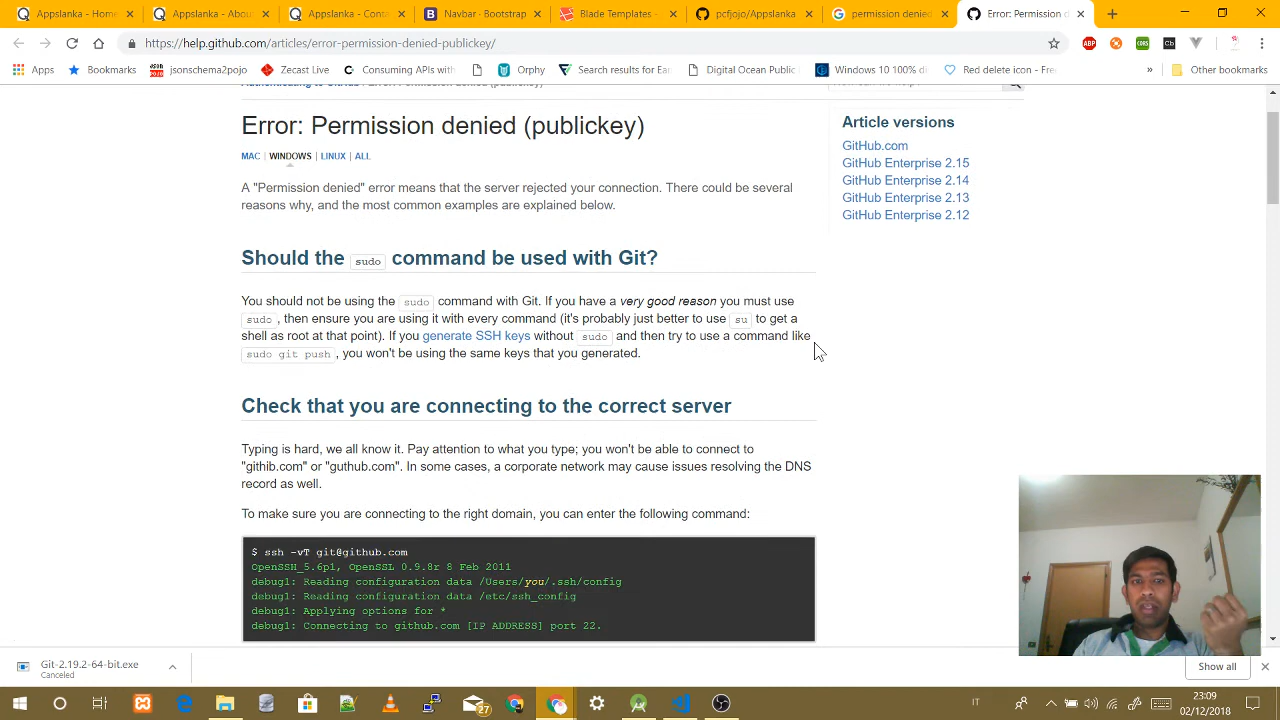 Appslanka - Home
Appslanka - Abou
Appslanka - Conta
Navbar · Bootstrap
Blade Templates -
pcfjojo/Appslanka
permission denied
Error: Permission d
https://help.github.com/articles/error-permission-denied-publickey/
Apps
Bookmarks
jsonschema2pojo
Zecast Live
Consuming APIs with
Orphy
Search results for Ear
Digital Ocean Public
Windows 10 100% di
Red delete icon - Free
»
Other bookmarks
Error: Permission denied (publickey)
MAC | WINDOWS | LINUX | ALL
A "Permission denied" error means that the server rejected your connection. There could be several
reasons why, and the most common examples are explained below.
Article versions
GitHub.com
GitHub Enterprise 2.15
GitHub Enterprise 2.14
GitHub Enterprise 2.13
GitHub Enterprise 2.12
Should the sudo command be used with Git?
You should not be using the sudo command with Git. If you have a very good reason you must use
sudo , then ensure you are using it with every command (it's probably just better to use su to get a
shell as root at that point). If you generate SSH keys without sudo and then try to use a command like
sudo git push , you won't be using the same keys that you generated.
Check that you are connecting to the correct server
Typing is hard, we all know it. Pay attention to what you type; you won't be able to connect to
"githib.com" or "guthub.com". In some cases, a corporate network may cause issues resolving the DNS
record as well.
To make sure you are connecting to the right domain, you can enter the following command:
$ ssh -vT git@github.com
OpenSSH_5.6p1, OpenSSL 0.9.8r 8 Feb 2011
debug1: Reading configuration data /Users/you/.ssh/config
debug1: Reading configuration data /etc/ssh_config
debug1: Applying options for *
debug1: Connecting to github.com [IP ADDRESS] port 22.
Git-2.19.2-64-bit.exe
Canceled
Show all
27
IT
23:09
02/12/2018